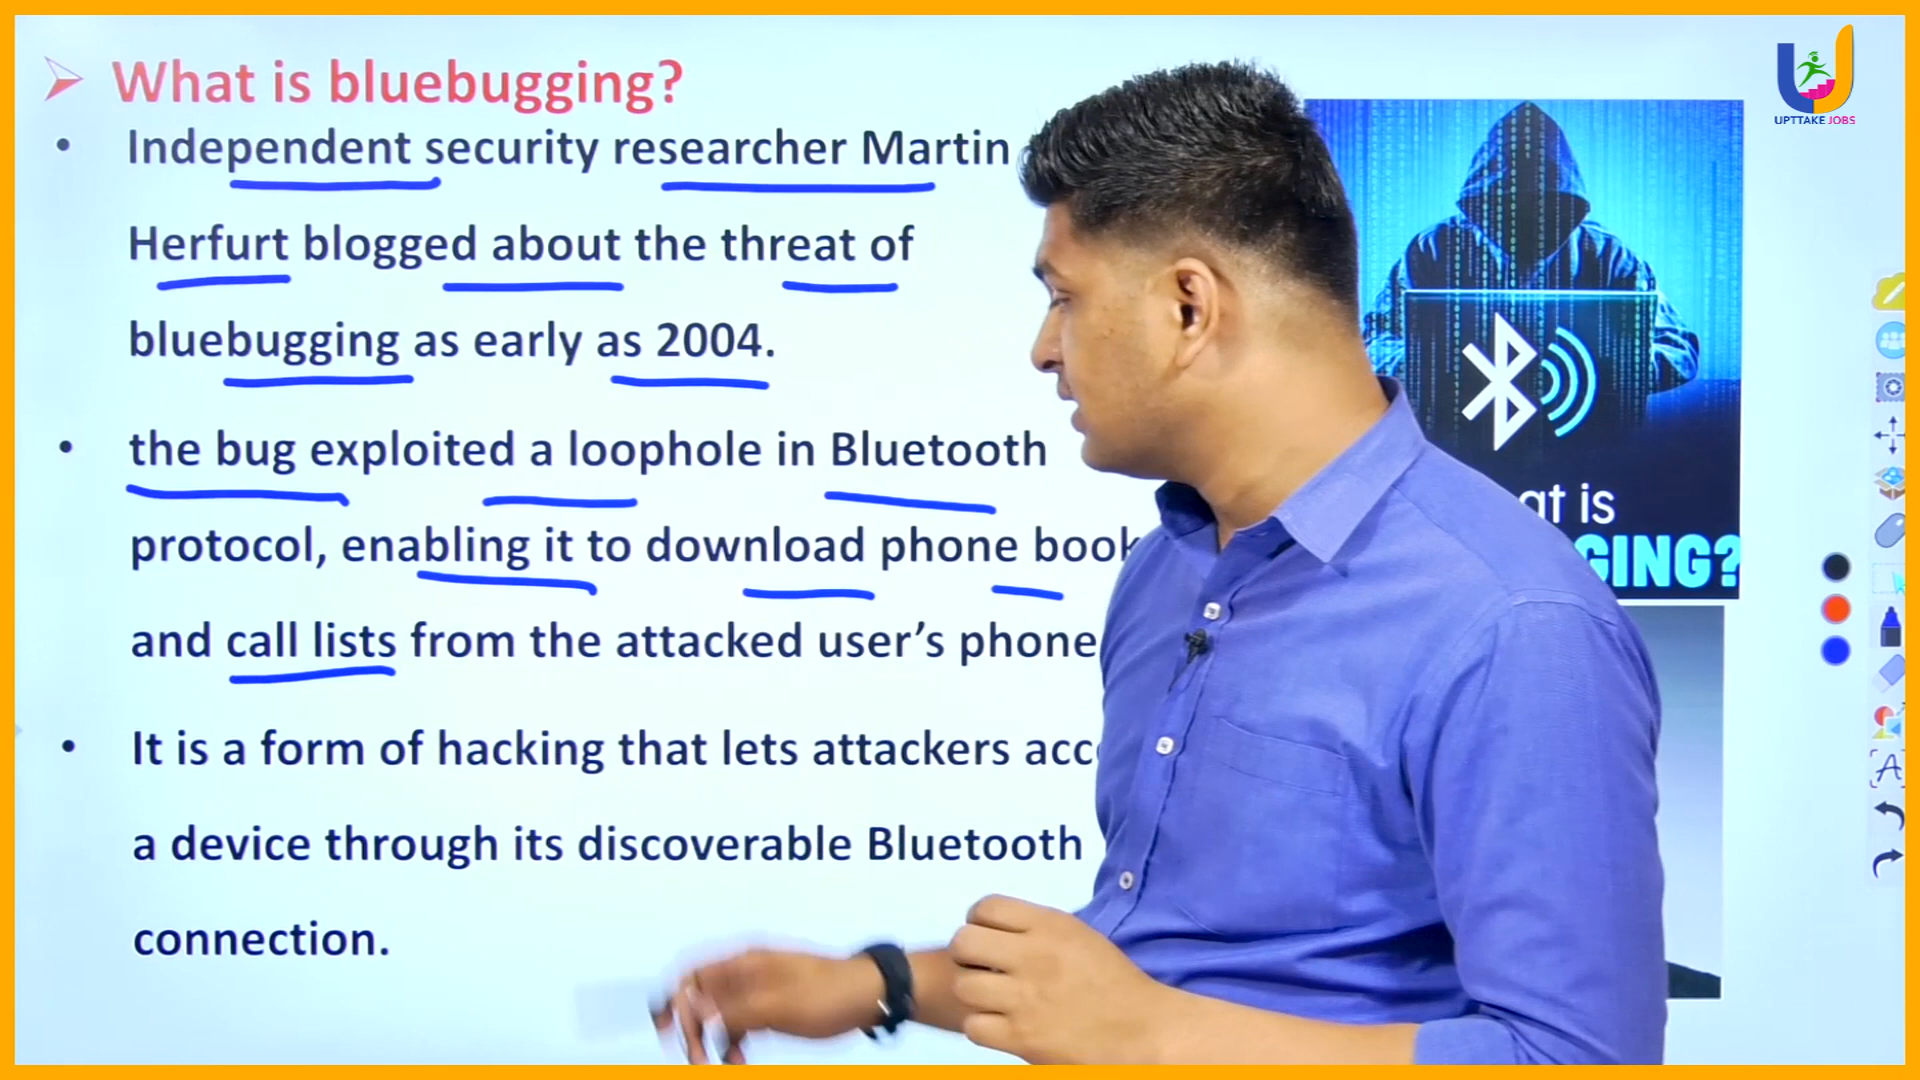 What is bluebugging?
Independent security researcher Martin
Herfurt blogged about the threat of
bluebugging as early as 2004.
the bug exploited a loophole in Bluetooth
protocol, enabling it to download phone book
and call lists from the attacked user’s phone
It is a form of hacking that lets attackers
a device through its discoverable Bluetooth
connection.
UPTTAKE JOBS
is